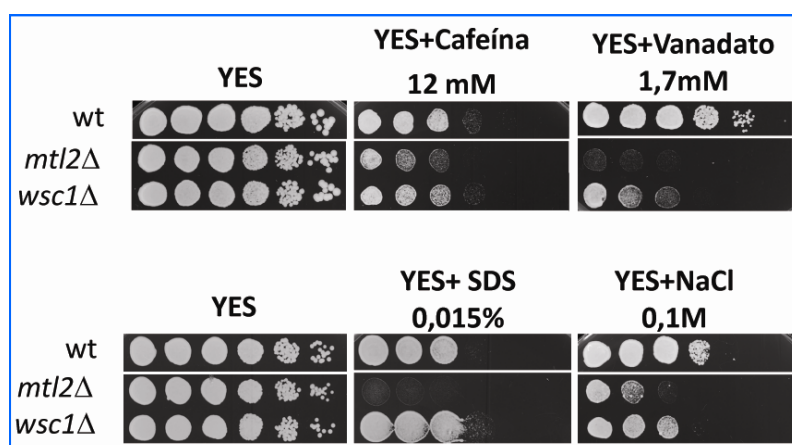 YES
YES+Cafeína
12 mM
YES+Vanadato
1,7mM
wt
mtl2Δ
wsc1Δ
YES
YES+ SDS
0,015%
YES+NaCl
0,1M
wt
mtl2Δ
wsc1Δ